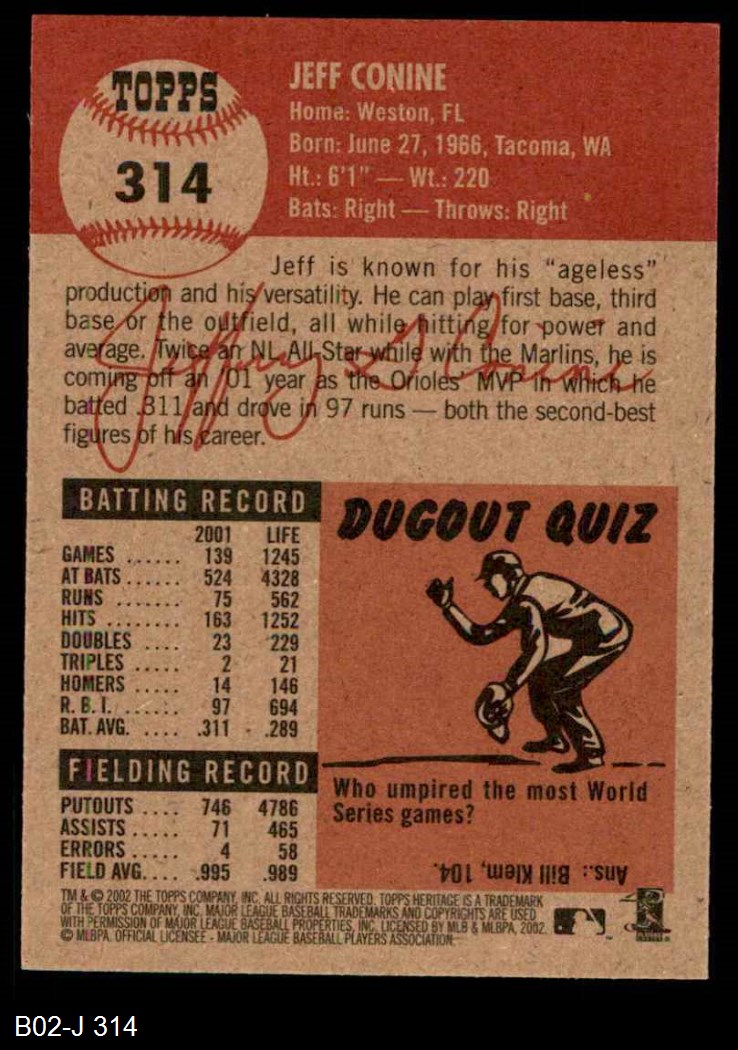 TOPPS
314
JEFF CONINE
Home: Weston, FL
Born: June 27, 1966, Tacoma, WA
Ht.: 6'1" — Wt.: 220
Bats: Right — Throws: Right
Jeff is known for his "ageless"
production and his versatility. He can play first base, third
base or the outfield, all while hitting for power and
average. Twice an NL All-Star while with the Marlins, he is
coming off an '01 year as the Orioles' MVP in which he
batted .311 and drove in 97 runs — both the second-best
figures of his career.
Jeffrey G Conine
BATTING RECORD
2001 LIFE
GAMES ...... 139 1245
AT BATS ...... 524 4328
RUNS ....... 75 562
HITS ........ 163 1252
DOUBLES .... 23 229
TRIPLES ..... 2 21
HOMERS ..... 14 146
R. B. I. ....... 97 694
BAT. AVG. .... .311 .289
FIELDING RECORD
PUTOUTS .... 746 4786
ASSISTS ..... 71 465
ERRORS ..... 4 58
FIELD AVG.... .995 .989
DUGOUT QUIZ
Who umpired the most World
Series games?
Ans.: Bill Klem, 104.
TM & © 2002 THE TOPPS COMPANY, INC. ALL RIGHTS RESERVED. TOPPS HERITAGE IS A TRADEMARK
OF THE TOPPS COMPANY, INC. MAJOR LEAGUE BASEBALL TRADEMARKS AND COPYRIGHTS ARE USED
WITH PERMISSION OF MAJOR LEAGUE BASEBALL PROPERTIES, INC. LICENSED BY MLB & MLBPA, 2002.
© MLBPA. OFFICIAL LICENSEE - MAJOR LEAGUE BASEBALL PLAYERS ASSOCIATION.
B02-J 314